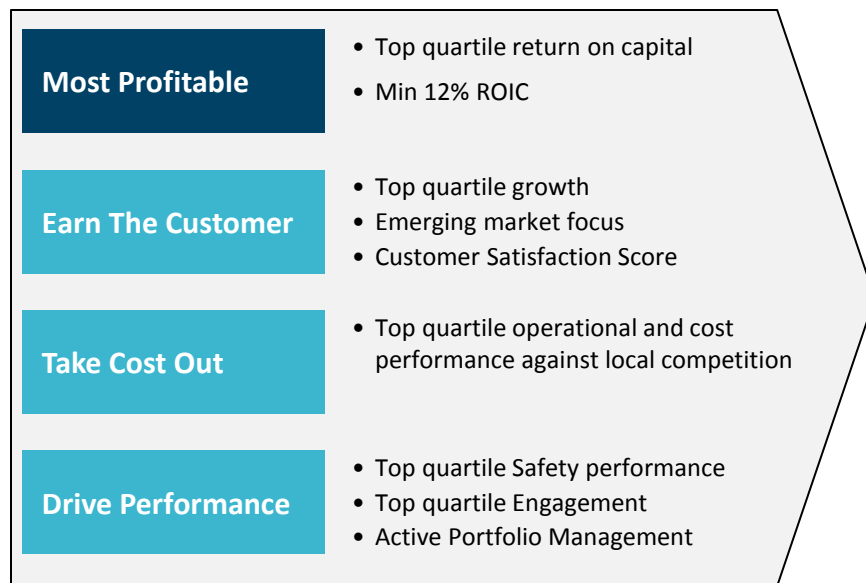 Most Profitable
• Top quartile return on capital
• Min 12% ROIC
Earn The Customer
• Top quartile growth
• Emerging market focus
• Customer Satisfaction Score
Take Cost Out
• Top quartile operational and cost
performance against local competition
Drive Performance
• Top quartile Safety performance
• Top quartile Engagement
• Active Portfolio Management